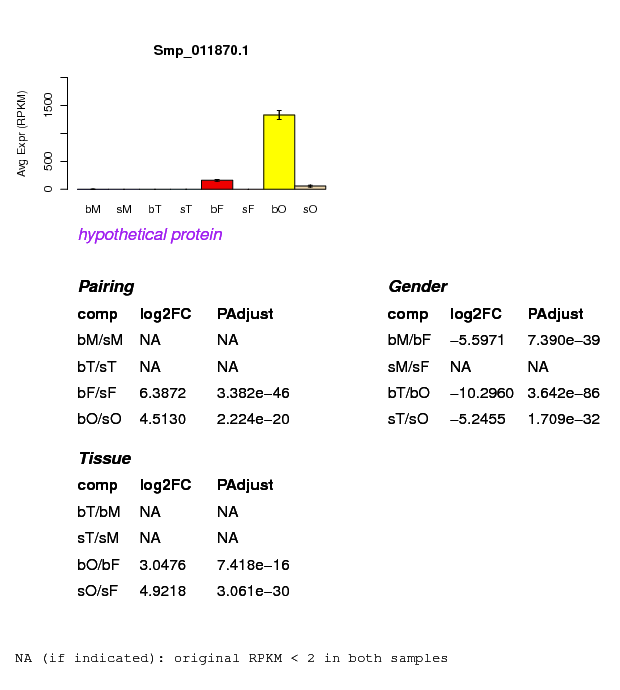 Smp_011870.1
Avg Expr (RPKM)
0 500 1500
bM sM bT sT bF sF bO sO
hypothetical protein
Pairing
comp log2FC PAdjust
bM/sM NA NA
bT/sT NA NA
bF/sF 6.3872 3.382e−46
bO/sO 4.5130 2.224e−20
Gender
comp log2FC PAdjust
bM/bF −5.5971 7.390e−39
sM/sF NA NA
bT/bO −10.2960 3.642e−86
sT/sO −5.2455 1.709e−32
Tissue
comp log2FC PAdjust
bT/bM NA NA
sT/sM NA NA
bO/bF 3.0476 7.418e−16
sO/sF 4.9218 3.061e−30
NA (if indicated): original RPKM < 2 in both samples